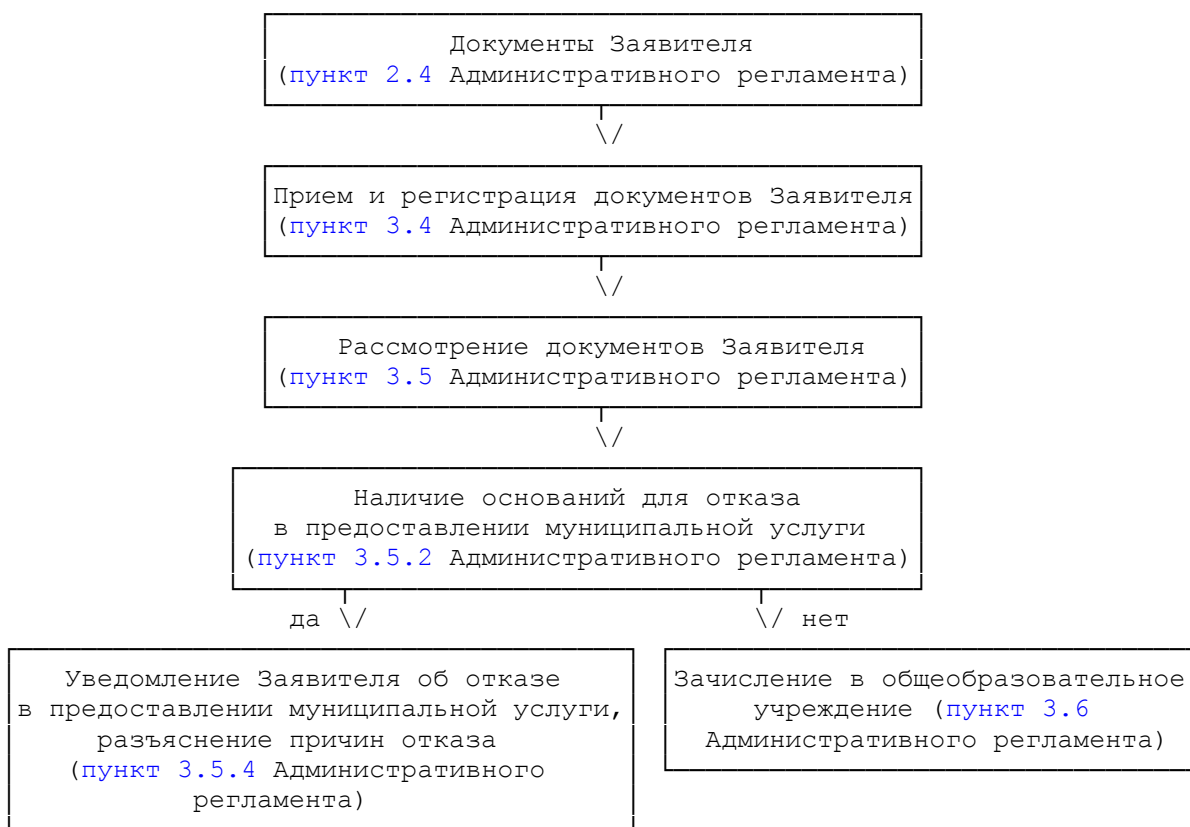 Документы Заявителя
(пункт 2.4 Административного регламента)
\/
Прием и регистрация документов Заявителя
(пункт 3.4 Административного регламента)
\/
Рассмотрение документов Заявителя
(пункт 3.5 Административного регламента)
\/
Наличие оснований для отказа
в предоставлении муниципальной услуги
(пункт 3.5.2 Административного регламента)
да \/
\/ нет
Уведомление Заявителя об отказе
в предоставлении муниципальной услуги,
разъяснение причин отказа
(пункт 3.5.4 Административного
регламента)
Зачисление в общеобразовательное
учреждение (пункт 3.6
Административного регламента)